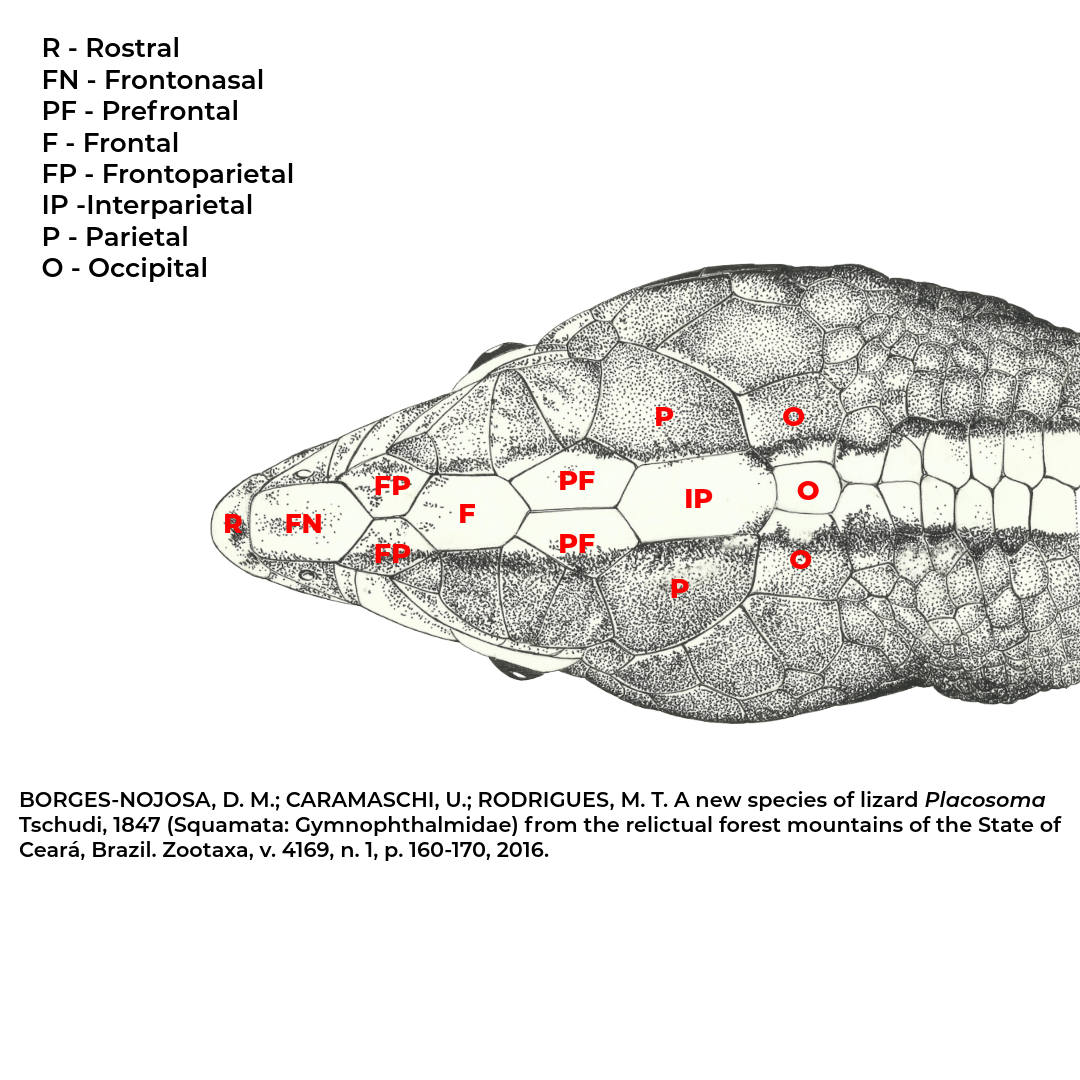 R - Rostral
FN - Frontonasal
PF - Prefrontal
F - Frontal
FP - Frontoparietal
IP -Interparietal
P - Parietal
O - Occipital
P
O
FP
PF
IP
O
R
FN
F
FP
PF
O
P
BORGES-NOJOSA, D. M.; CARAMASCHI, U.; RODRIGUES, M. T. A new species of lizard Placosoma
Tschudi, 1847 (Squamata: Gymnophthalmidae) from the relictual forest mountains of the State of
Ceará, Brazil. Zootaxa, v. 4169, n. 1, p. 160-170, 2016.